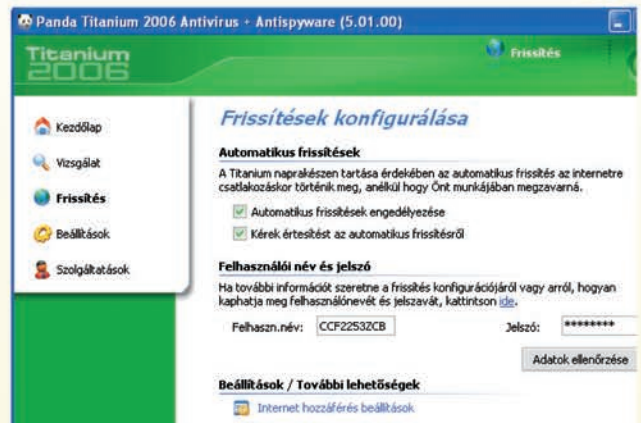 Panda Titanium 2006 Antivirus + Antispyware (5.01.00)
Titanium
2006
Frissítés
Kezdőlap
Vizsgálat
Frissítés
Beállítások
Szolgáltatások
Frissítések konfigurálása
Automatikus frissítések
A Titanium naprakészen tartása érdekében az automatikus frissítés az internetre
csatlakozáskor történik meg, anélkül hogy Önt munkájában megzavarná.
Automatikus frissítések engedélyezése
Kérek értesítést az automatikus frissítésről
Felhasználói név és jelszó
Ha további információt szeretne a frissítés konfigurációjáról vagy arról, hogyan
kaphatja meg felhasználónevét és jelszavát, kattintson ide.
Felhaszn.név: CCF2253ZCB Jelszó: ********
Adatok ellenőrzése
Beállítások / További lehetőségek
Internet hozzáférés beállítások